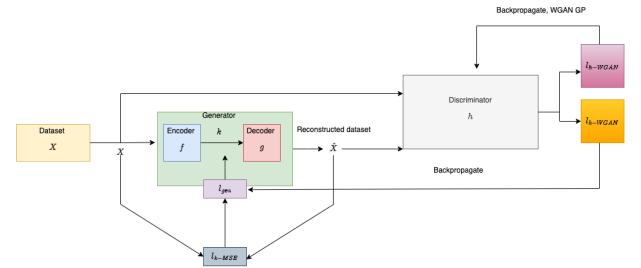 Backpropagate, WGAN GP
l_{h-WGAN}
Discriminator
h
Generator
Dataset
X
X
Encoder
f
h
Decoder
g
Reconstructed dataset
X̂
l_{h-WGAN}
Backpropagate
l_{gen}
l_{h-MSE}